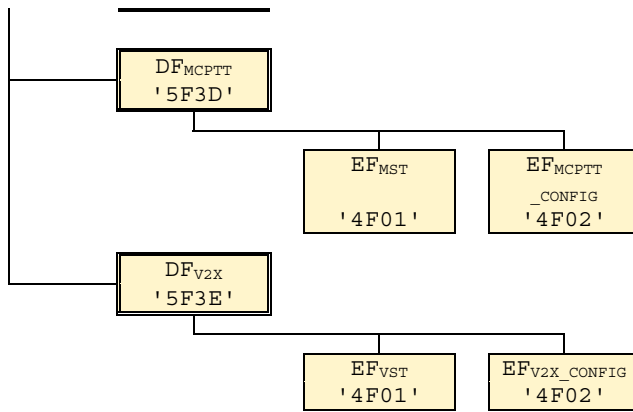 DFMCPTT
'5F3D'
EFMST
'4F01'
EFMCPTT
_CONFIG
'4F02'
DFV2X
'5F3E'
EFVST
'4F01'
EFV2X_CONFIG
'4F02'